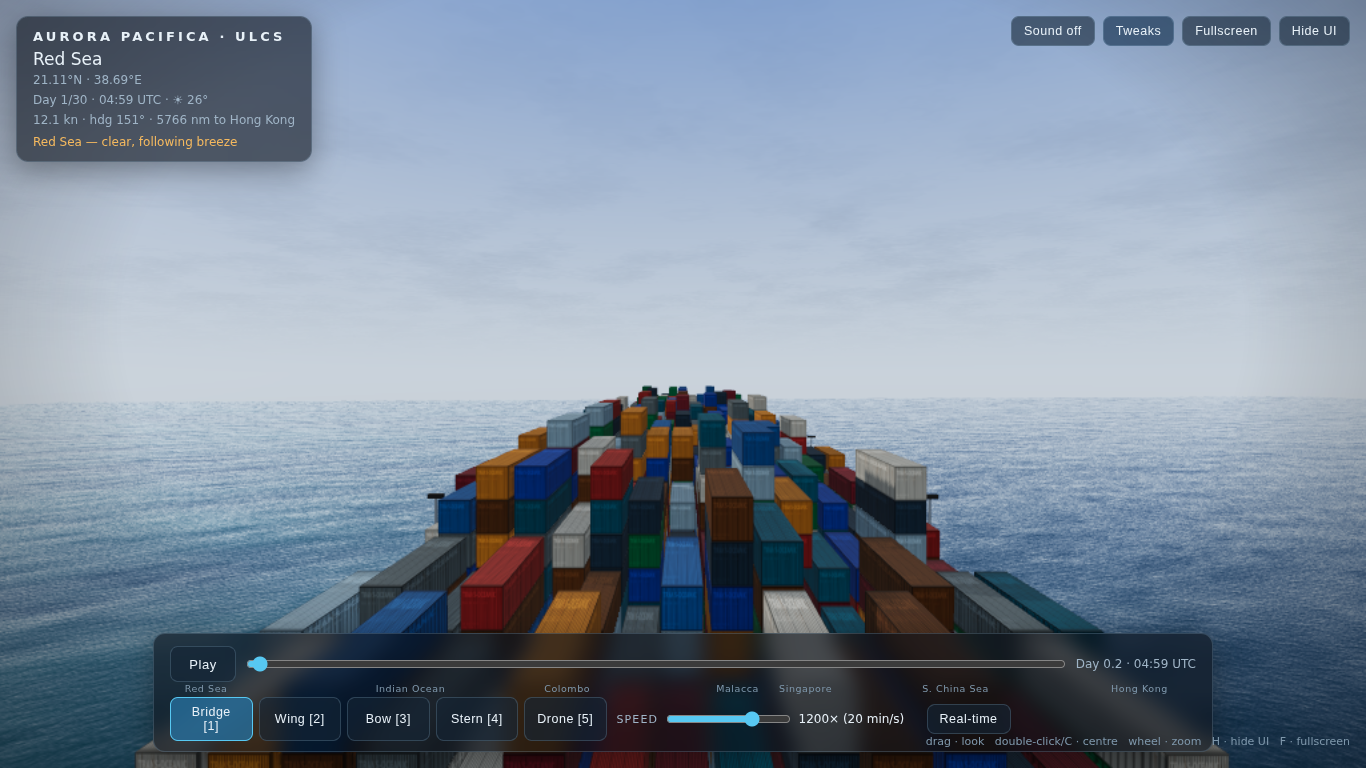 AURORA PACIFICA · ULCS
Red Sea
21.11°N · 38.69°E
Day 1/30 · 04:59 UTC · ☀ 26°
12.1 kn · hdg 151° · 5766 nm to Hong Kong
Red Sea — clear, following breeze
Sound off
Tweaks
Fullscreen
Hide UI
Play
Day 0.2 · 04:59 UTC
Red Sea
Indian Ocean
Colombo
Malacca
Singapore
S. China Sea
Hong Kong
Bridge
[1]
Wing [2]
Bow [3]
Stern [4]
Drone [5]
SPEED
1200× (20 min/s)
Real-time
drag · look double-click/C · centre wheel · zoom H · hide UI F · fullscreen